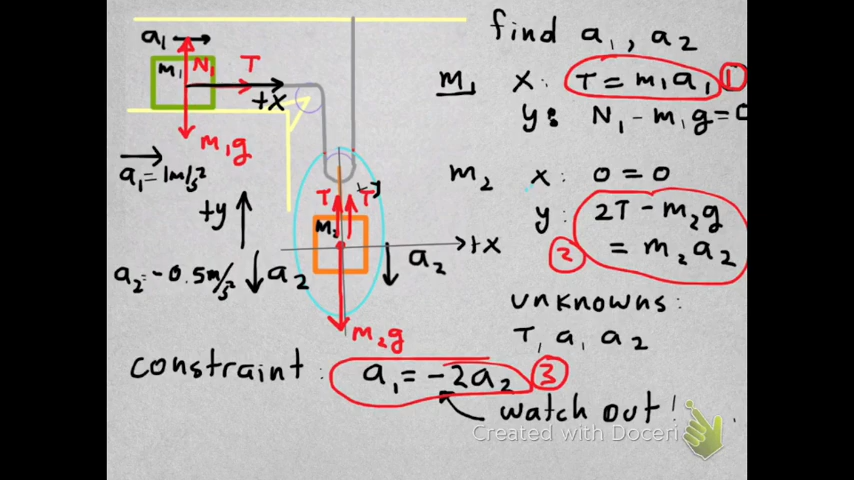 find a1, a2
a1
m1
N1
T
+x
m1g
a1 = 1m/s²
m1 x: T = m1a1 1
y: N1 - m1g = 0
m2 x: 0 = 0
y: 2T - m2g
= m2a2
2
+y
T
T
+y
m2
+x
a2 = -0.5m/s²
a2
a2
m2g
unknowns:
T, a1 a2
constraint: a1 = -2a2 3
watch out!
Created with Doceri